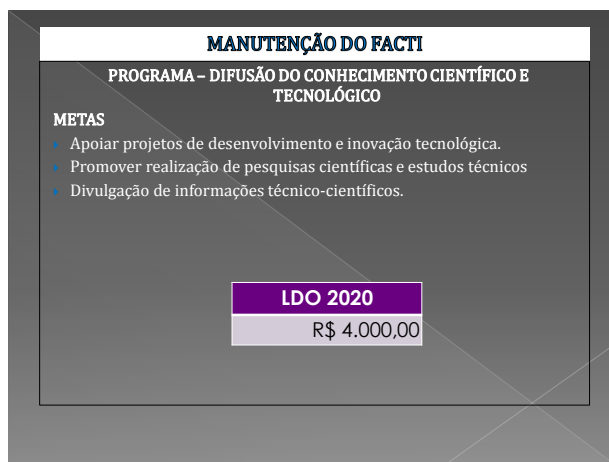 MANUTENÇÃO DO FACTI
PROGRAMA – DIFUSÃO DO CONHECIMENTO CIENTÍFICO E
TECNOLÓGICO
METAS
Apoiar projetos de desenvolvimento e inovação tecnológica.
Promover realização de pesquisas científicas e estudos técnicos
Divulgação de informações técnico-científicos.
LDO 2020
R$ 4.000,00